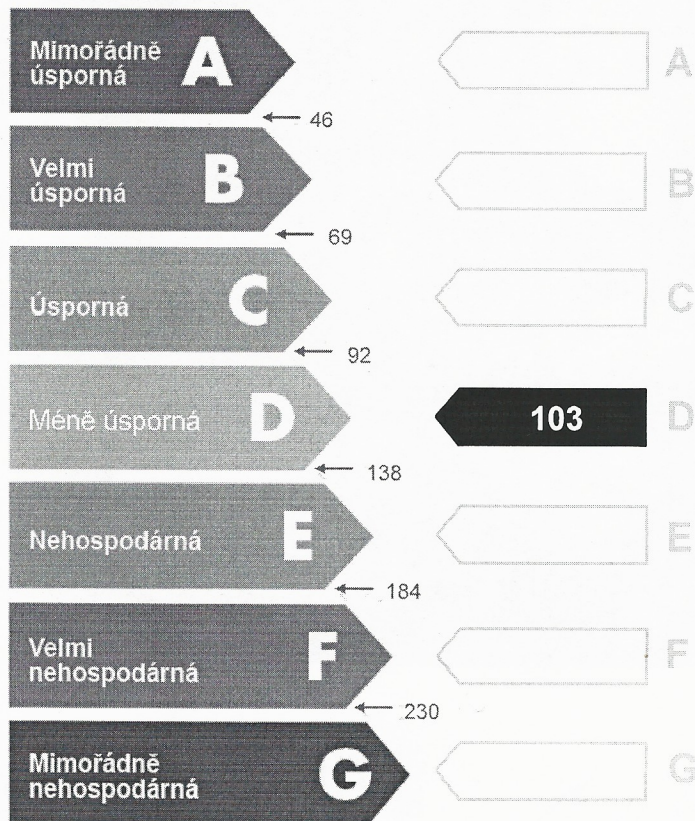 Mimořádně
úsporná
A
A
46
Velmi
úsporná
B
B
69
Úsporná
C
C
92
Méně úsporná
D
103
D
138
Nehospodárná
E
E
184
Velmi
nehospodárná
F
F
230
Mimořádně
nehospodárná
G
G